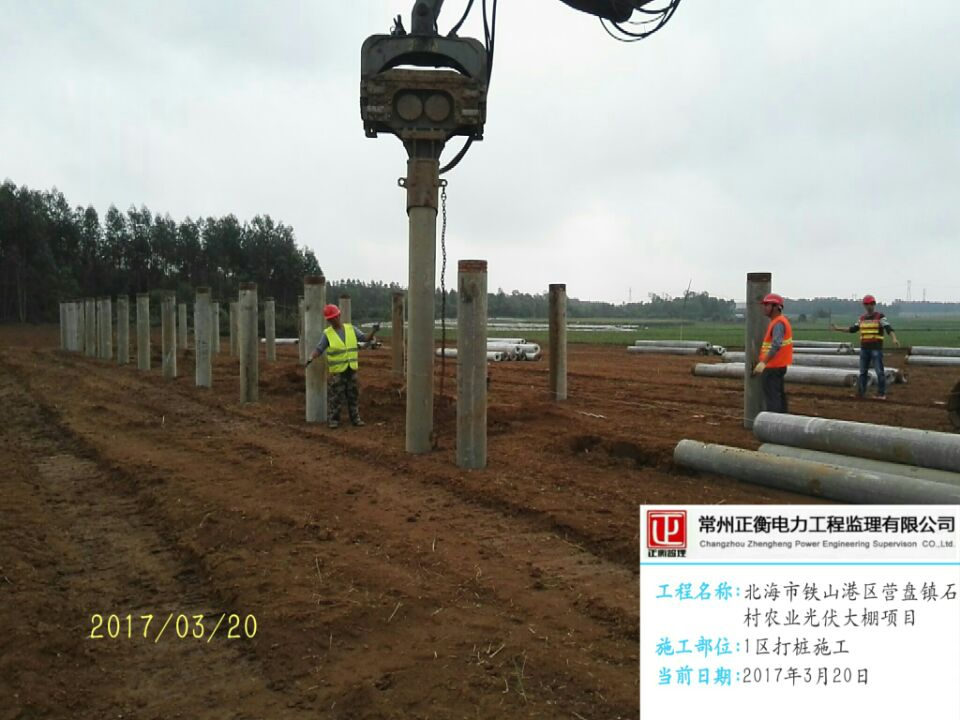 常州正衡电力工程监理有限公司
Changzhou Zhengheng Power Engineering Supervison CO.,Ltd.
正衡监理
工程名称:北海市铁山港区营盘镇石
村农业光伏大棚项目
施工部位:1区打桩施工
当前日期:2017年3月20日
2017/03/20